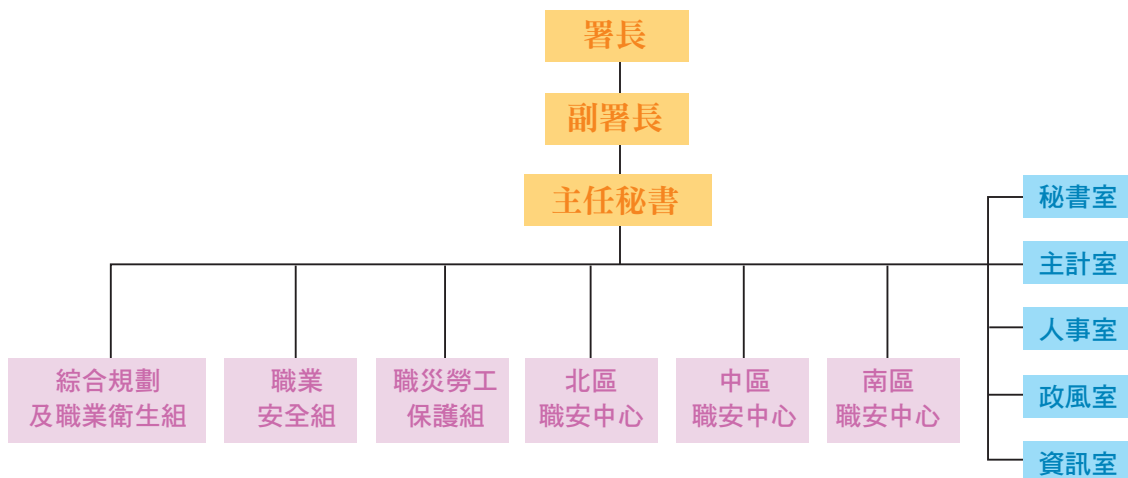 署長
副署長
主任秘書
秘書室
主計室
人事室
政風室
資訊室
綜合規劃
及職業衛生組
職業
安全組
職災勞工
保護組
北區
職安中心
中區
職安中心
南區
職安中心